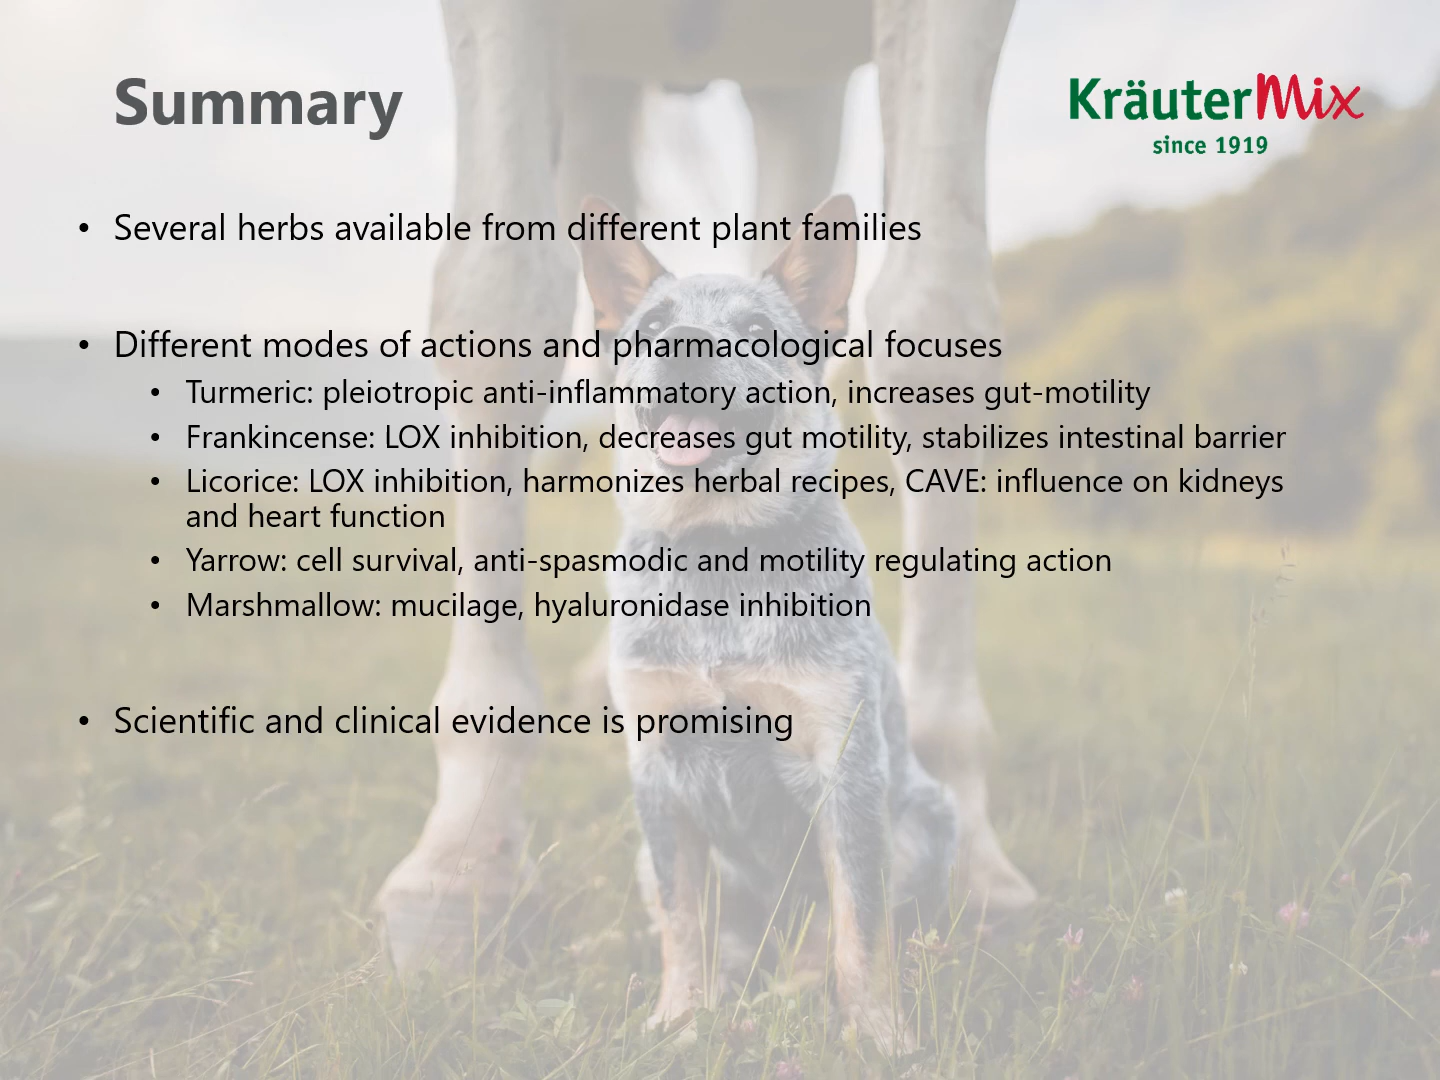 Summary
KräuterMix
since 1919
• Several herbs available from different plant families
• Different modes of actions and pharmacological focuses
• Turmeric: pleiotropic anti-inflammatory action, increases gut-motility
• Frankincense: LOX inhibition, decreases gut motility, stabilizes intestinal barrier
• Licorice: LOX inhibition, harmonizes herbal recipes, CAVE: influence on kidneys
and heart function
• Yarrow: cell survival, anti-spasmodic and motility regulating action
• Marshmallow: mucilage, hyaluronidase inhibition
• Scientific and clinical evidence is promising